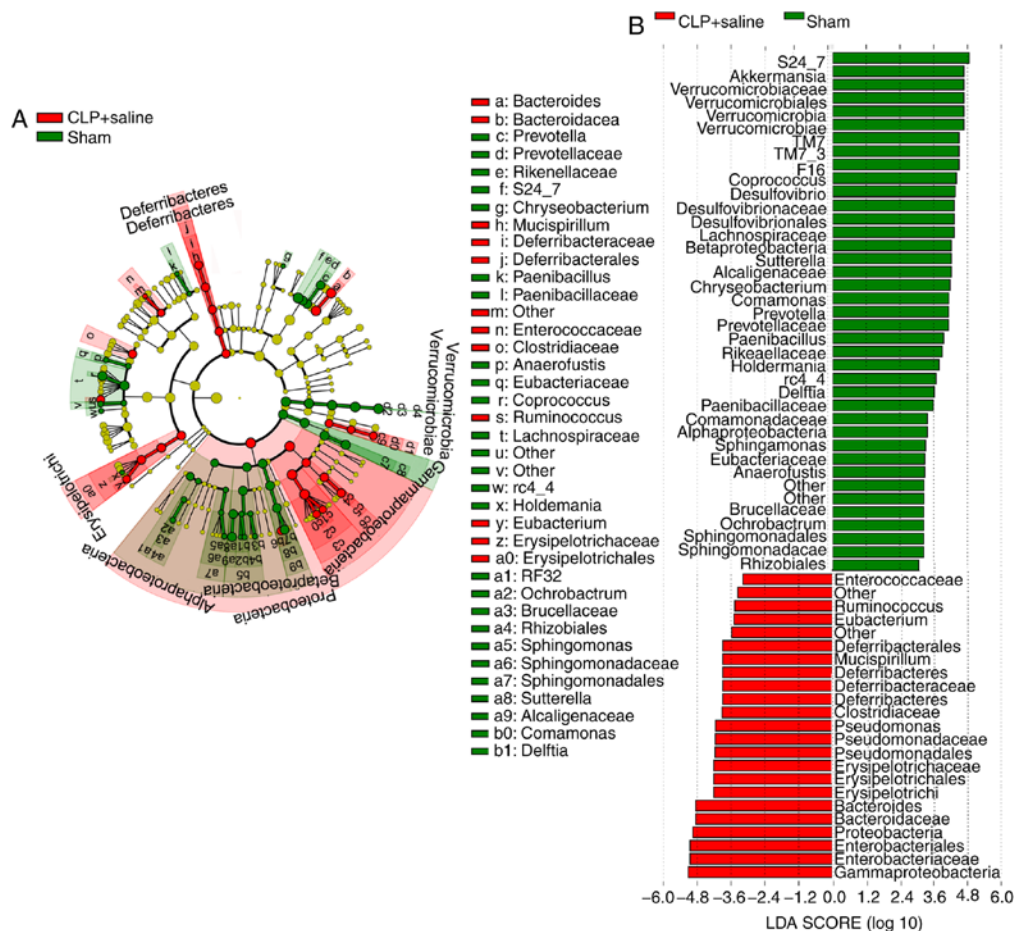 A
CLP+saline
Sham
Deferribacteres
Deferribacteres
Verrucomicrobia
Verrucomicrobiae
Gammaproteobacteria
Proteobacteria
Betaproteobacteria
Alphaproteobacteria
Erysipelotrichi
a: Bacteroides
b: Bacteroidacea
c: Prevotella
d: Prevotellaceae
e: Rikenellaceae
f: S24_7
g: Chryseobacterium
h: Mucispirillum
i: Deferribacteraceae
j: Deferribacterales
k: Paenibacillus
l: Paenibacillaceae
m: Other
n: Enterococcaceae
o: Clostridiaceae
p: Anaerofustis
q: Eubacteriaceae
r: Coprococcus
s: Ruminococcus
t: Lachnospiraceae
u: Other
v: Other
w: rc4_4
x: Holdemania
y: Eubacterium
z: Erysipelotrichaceae
a0: Erysipelotrichales
a1: RF32
a2: Ochrobactrum
a3: Brucellaceae
a4: Rhizobiales
a5: Sphingomonas
a6: Sphingomonadaceae
a7: Sphingomonadales
a8: Sutterella
a9: Alcaligenaceae
b0: Comamonas
b1: Delftia
B
CLP+saline
Sham
S24_7
Akkermansia
Verrucomicrobiaceae
Verrucomicrobiales
Verrucomicrobia
Verrucomicrobiae
TM7
TM7_3
F16
Coprococcus
Desulfovibrio
Desulfovibrionaceae
Desulfovibrionales
Lachnospiraceae
Betaproteobacteria
Sutterella
Alcaligenaceae
Chryseobacterium
Comamonas
Prevotella
Prevotellaceae
Paenibacillus
Rikeaellaceae
Holdermania
rc4_4
Delftia
Paenibacillaceae
Comamonadaceae
Alphaproteobacteria
Sphingamonas
Eubacteriaceae
Anaerofustis
Other
Other
Brucellaceae
Ochrobactrum
Sphingomonadales
Sphingomonadacae
Rhizobiales
Enterococcaceae
Other
Ruminococcus
Eubacterium
Other
Deferribacterales
Mucispirillum
Deferribacteres
Deferribacteraceae
Deferribacteres
Clostridiaceae
Pseudomonas
Pseudomonadaceae
Pseudomonadales
Erysipelotrichaceae
Erysipelotrichales
Erysipelotrichi
Bacteroides
Bacteroidaceae
Proteobacteria
Enterobacteriales
Enterobacteriaceae
Gammaproteobacteria
−6.0 −4.8 −3.6 −2.4 −1.2 0.0 1.2 2.4 3.6 4.8 6.0
LDA SCORE (log 10)